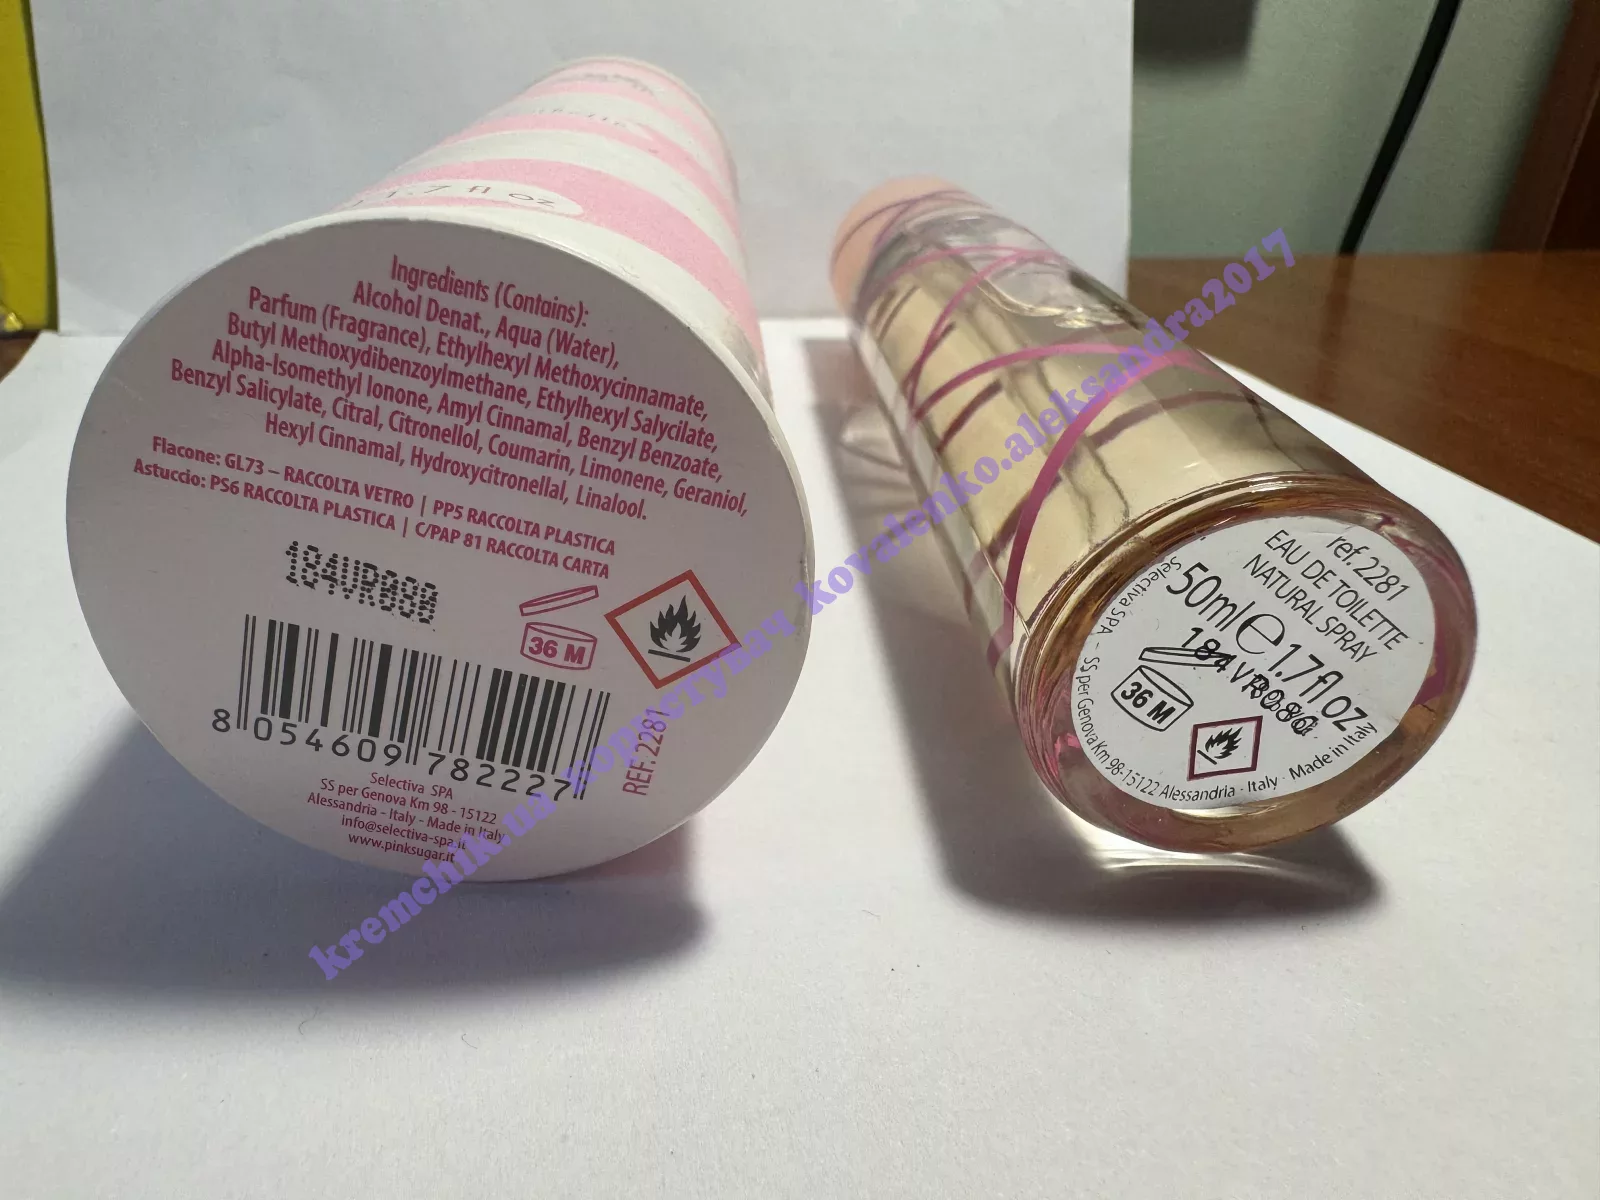 1.7 fl oz
Ingredients (Contains):
Alcohol Denat., Aqua (Water),
Parfum (Fragrance), Ethylhexyl Methoxycinnamate,
Butyl Methoxydibenzoylmethane, Ethylhexyl Salycilate,
Alpha-Isomethyl Ionone, Amyl Cinnamal, Benzyl Benzoate,
Benzyl Salicylate, Citral, Citronellol, Coumarin, Limonene, Geraniol,
Hexyl Cinnamal, Hydroxycitronellal, Linalool.
Flacone: GL73 – RACCOLTA VETRO | PP5 RACCOLTA PLASTICA
Astuccio: PS6 RACCOLTA PLASTICA | C/PAP 81 RACCOLTA CARTA
184VR080
36 M
8 054609 782227
REF. 2281
Selectiva SPA
SS per Genova Km 98 - 15122
Alessandria - Italy - Made in Italy
info@selectiva-spa.it
www.pinksugar.it
ref. 2281
EAU DE TOILETTE
NATURAL SPRAY
50ml e 1.7fl oz
184VR080
36 M
Selectiva SPA - SS per Genova Km 98-15122 Alessandria - Italy - Made in Italy
kremchik.ua користувач kovalenko.aleksandra2017